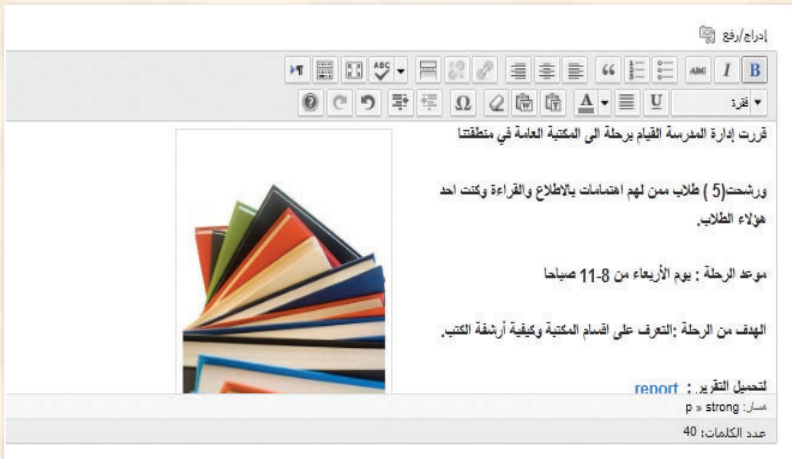 إدراج/رفع
B I ABC
ABC
فقرة U A Ω
قررت إدارة المدرسة القيام برحلة الى المكتبة العامة في منطقتنا
ورشحت(5 ) طلاب ممن لهم اهتمامات بالاطلاع والقراءة وكنت احد
هؤلاء الطلاب.
موعد الرحلة : يوم الأربعاء من 8-11 صباحا
الهدف من الرحلة :التعرف على اقسام المكتبة وكيفية أرشفة الكتب.
لتحميل التقرير : report
مسار: p » strong
عدد الكلمات: 40